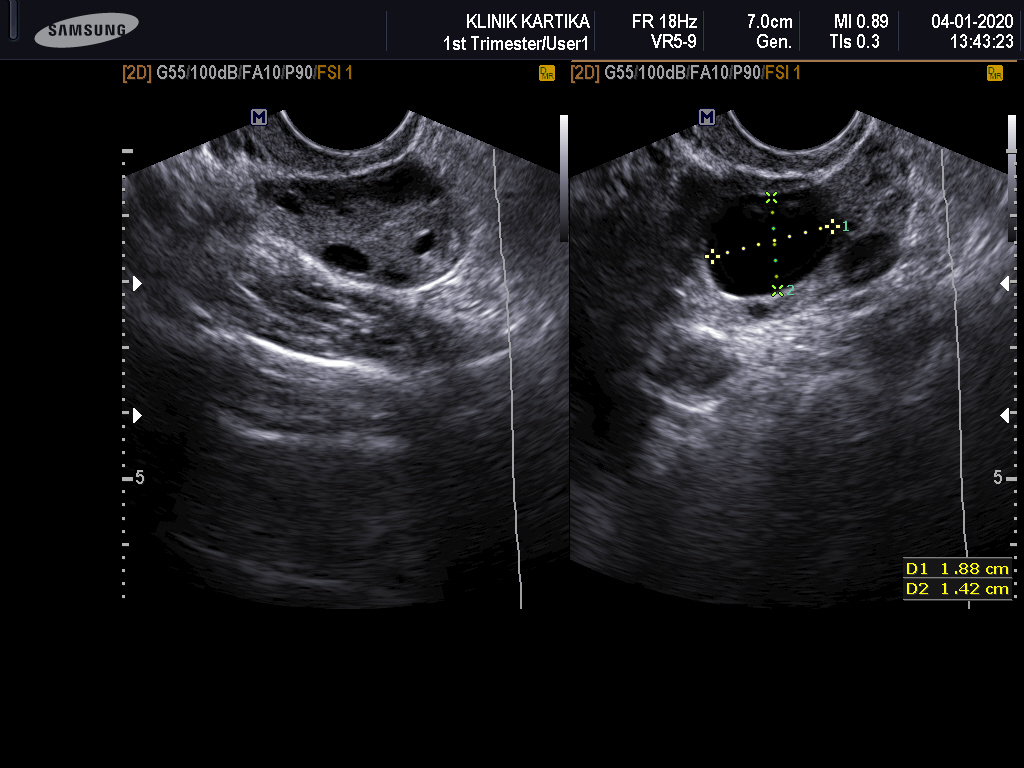 SAMSUNG
KLINIK KARTIKA
1st Trimester/User1
FR 18Hz
VR5-9
7.0cm
Gen.
MI 0.89
TIs 0.3
04-01-2020
13:43:23
[2D] G55/100dB/FA10/P90/FSI 1
[2D] G55/100dB/FA10/P90/FSI 1
M
M
1
2
5
5
D1 1.88 cm
D2 1.42 cm